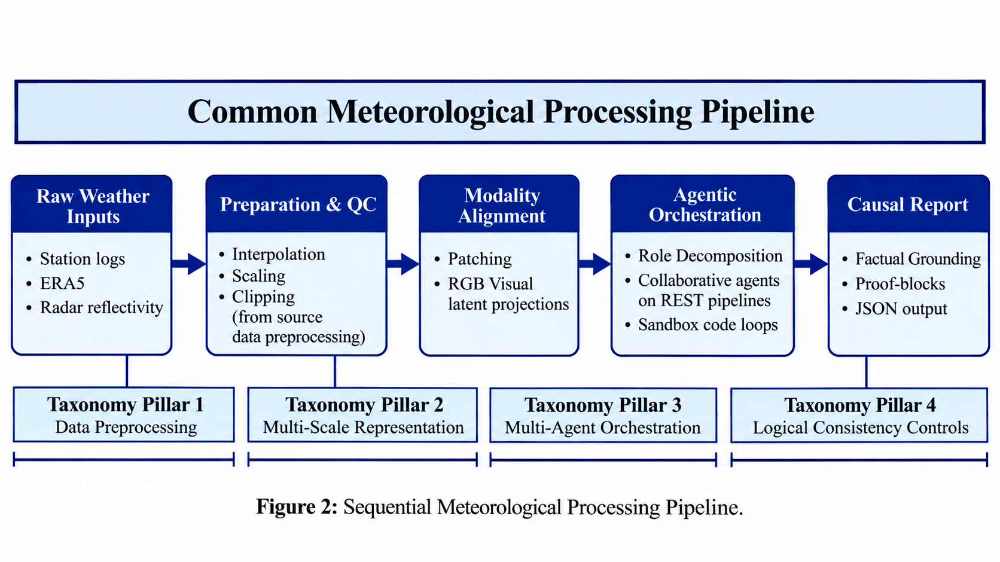 Common Meteorological Processing Pipeline
Raw Weather
Inputs
• Station logs
• ERA5
• Radar reflectivity
Preparation & QC
• Interpolation
• Scaling
• Clipping
(from source
data preprocessing)
Modality
Alignment
• Patching
• RGB Visual
latent projections
Agentic
Orchestration
• Role Decomposition
• Collaborative agents
on REST pipelines
• Sandbox code loops
Causal Report
• Factual Grounding
• Proof-blocks
• JSON output
Taxonomy Pillar 1
Data Preprocessing
Taxonomy Pillar 2
Multi-Scale Representation
Taxonomy Pillar 3
Multi-Agent Orchestration
Taxonomy Pillar 4
Logical Consistency Controls
Figure 2: Sequential Meteorological Processing Pipeline.